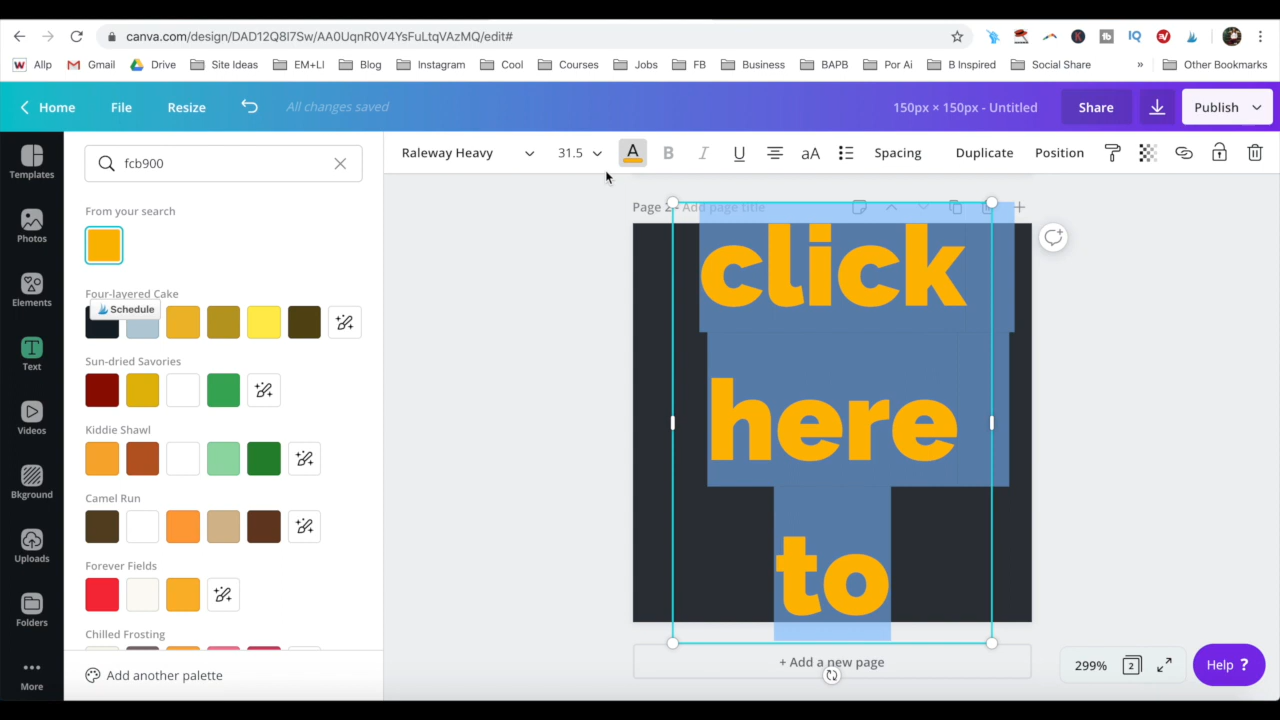 canva.com/design/DAD12Q8I7Sw/AA0UqnR0V4YsFuLtqVAzMQ/edit#
Allp Gmail Drive Site Ideas EM+LI Blog Instagram Cool Courses Jobs FB Business BAPB Por Ai B Inspired Social Share » Other Bookmarks
Home File Resize All changes saved 150px × 150px - Untitled Share Publish
Templates
Photos
Elements
Text
Videos
Bkground
Uploads
Folders
More
fcb900
From your search
Four-layered Cake
Schedule
Sun-dried Savories
Kiddie Shawl
Camel Run
Forever Fields
Chilled Frosting
Add another palette
Raleway Heavy 31.5 A B I U aA Spacing Duplicate Position
Page 2 - Add page title
click
here
to
+ Add a new page
299% 2 Help ?